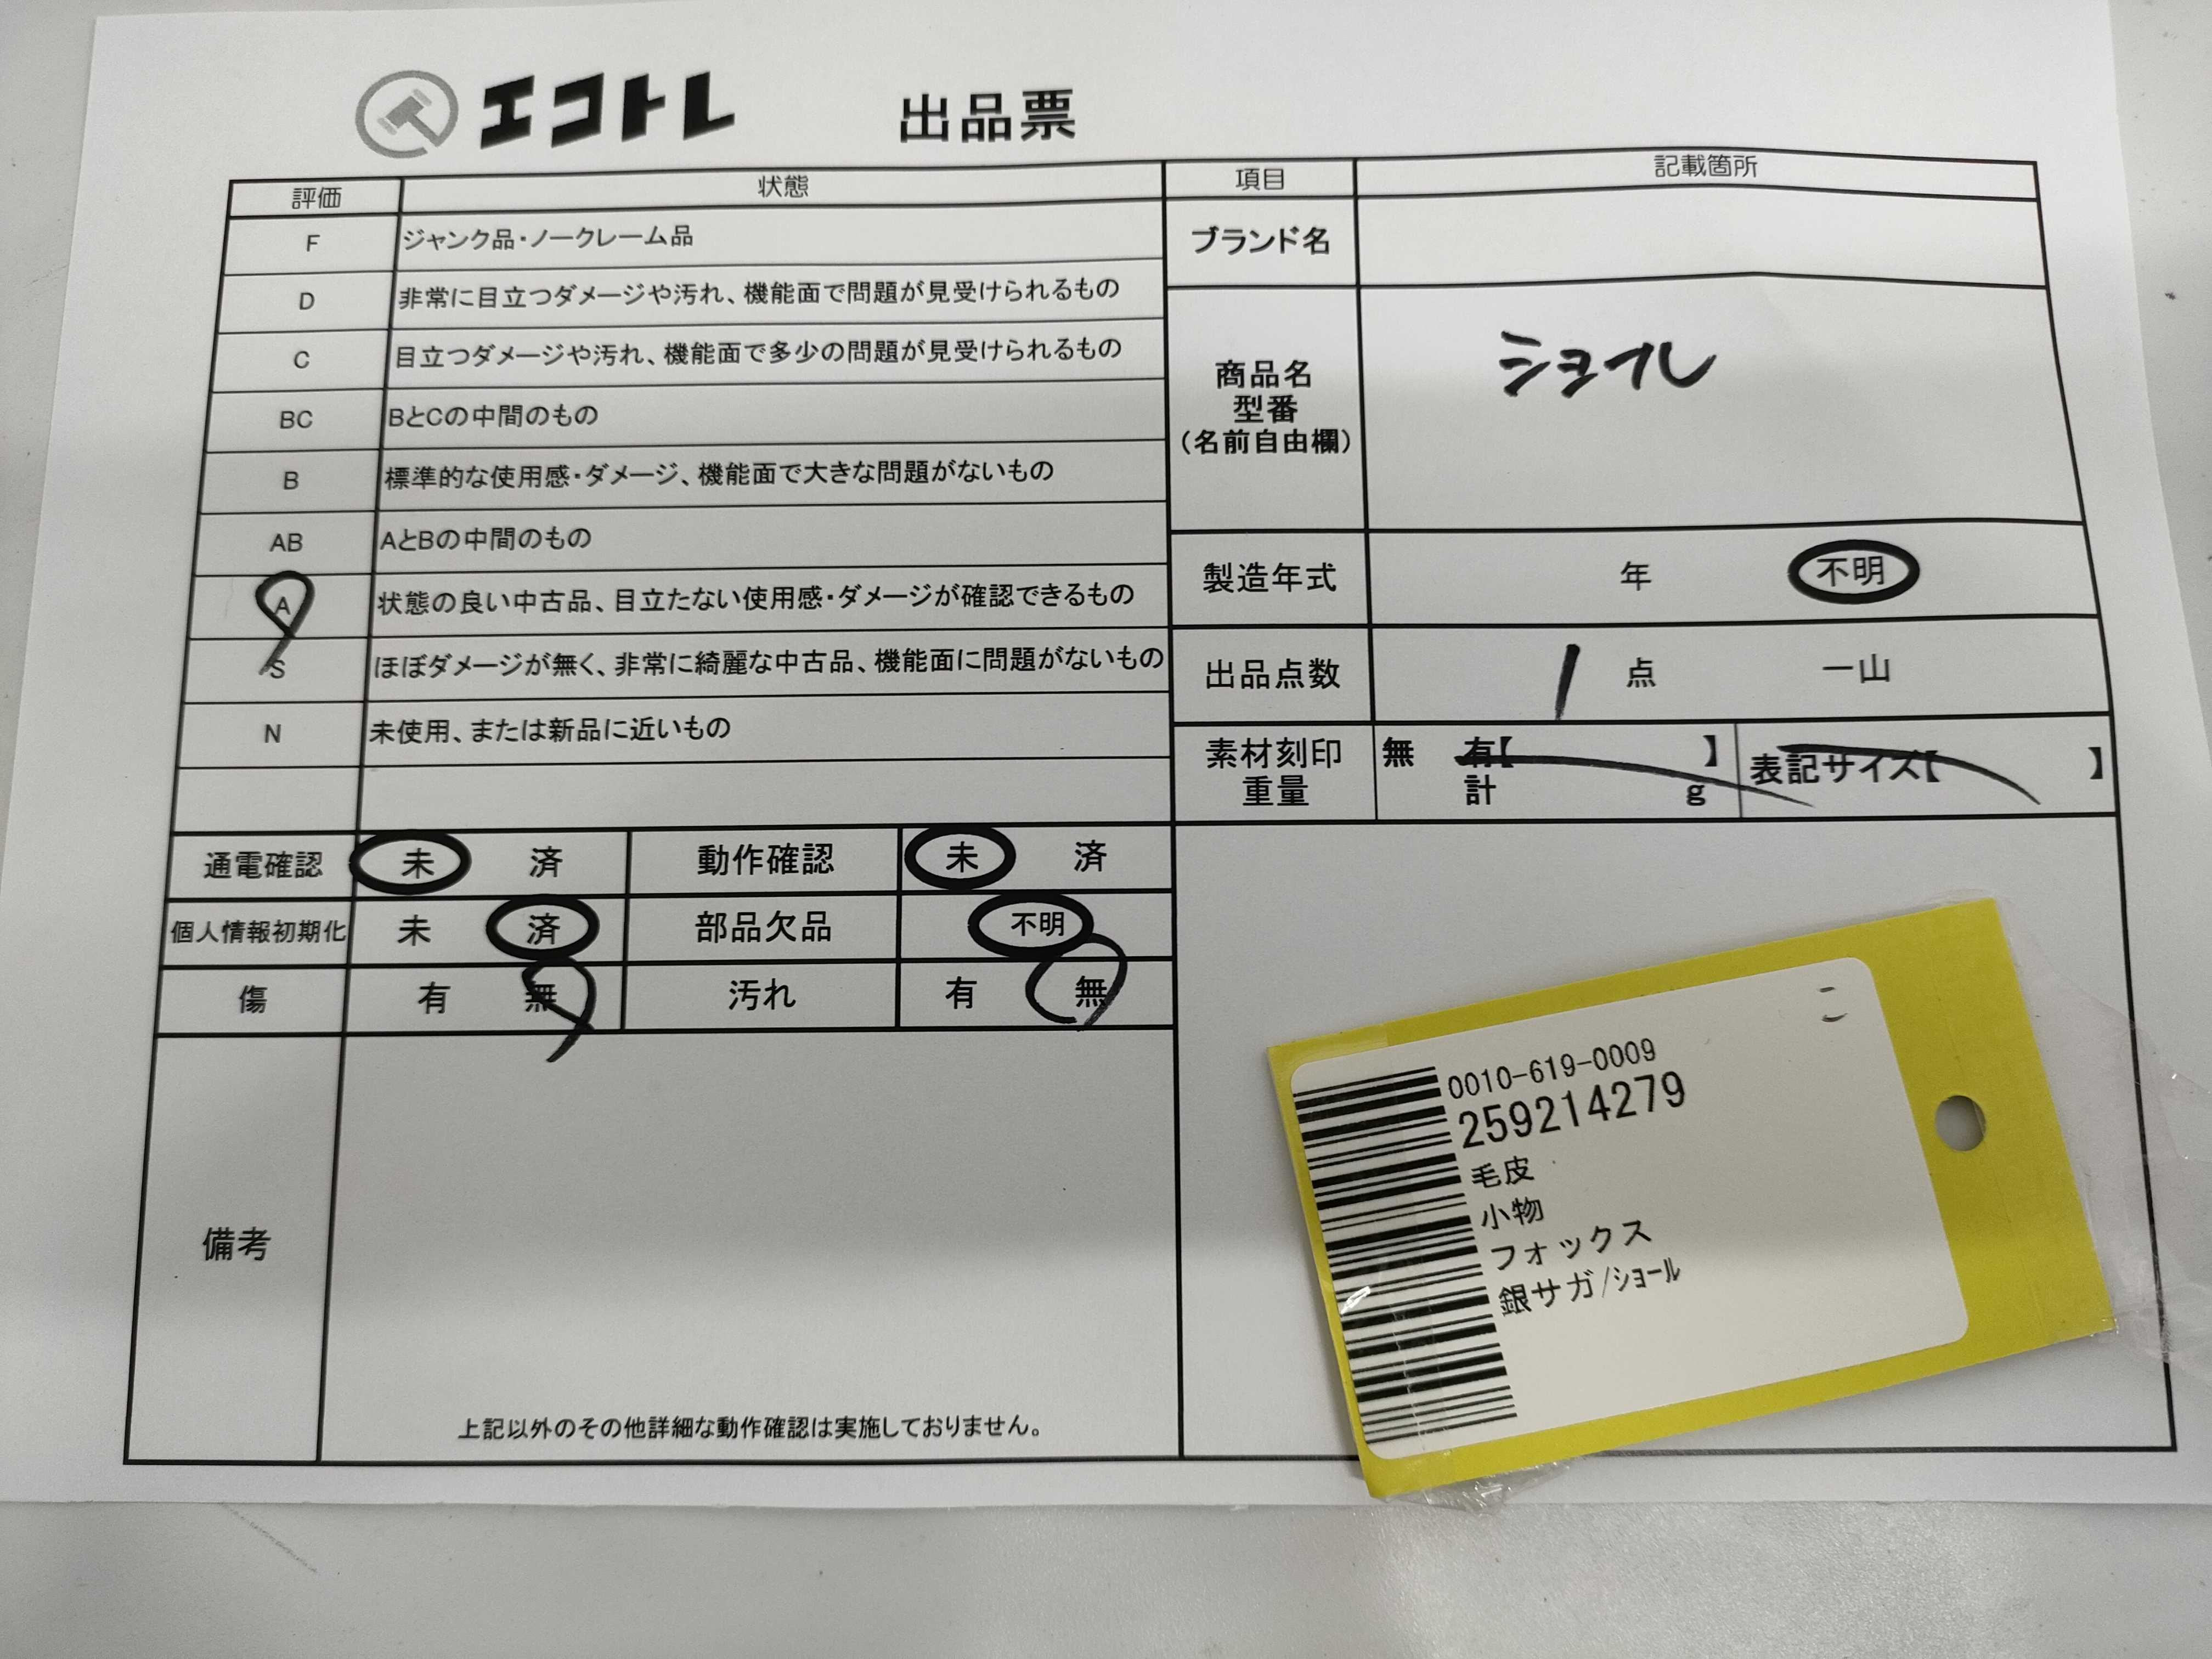 エコトレ 出品票
評価 状態
F ジャンク品・ノークレーム品
D 非常に目立つダメージや汚れ、機能面で問題が見受けられるもの
C 目立つダメージや汚れ、機能面で多少の問題が見受けられるもの
BC BとCの中間のもの
B 標準的な使用感・ダメージ、機能面で大きな問題がないもの
AB AとBの中間のもの
A 状態の良い中古品、目立たない使用感・ダメージが確認できるもの
S ほぼダメージが無く、非常に綺麗な中古品、機能面に問題がないもの
N 未使用、または新品に近いもの
通電確認 未 済 動作確認 未 済
個人情報初期化 未 済 部品欠品 不明
傷 有 無 汚れ 有 無
備考
上記以外のその他詳細な動作確認は実施しておりません。
項目 記載箇所
ブランド名
商品名
型番
(名前自由欄)
ショール
製造年式 年 不明
出品点数 1 点 一山
素材刻印 無 有【 】 表記サイズ【 】
重量 計 g
0010-619-0009
259214279
毛皮
小物
フォックス
銀サガ/ショール